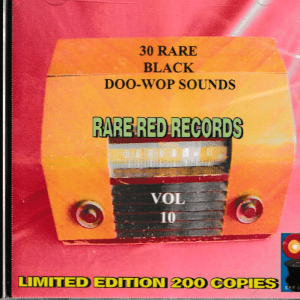 30 RARE
BLACK
DOO-WOP SOUNDS
RARE RED RECORDS
VOL
10
LIMITED EDITION 200 COPIES